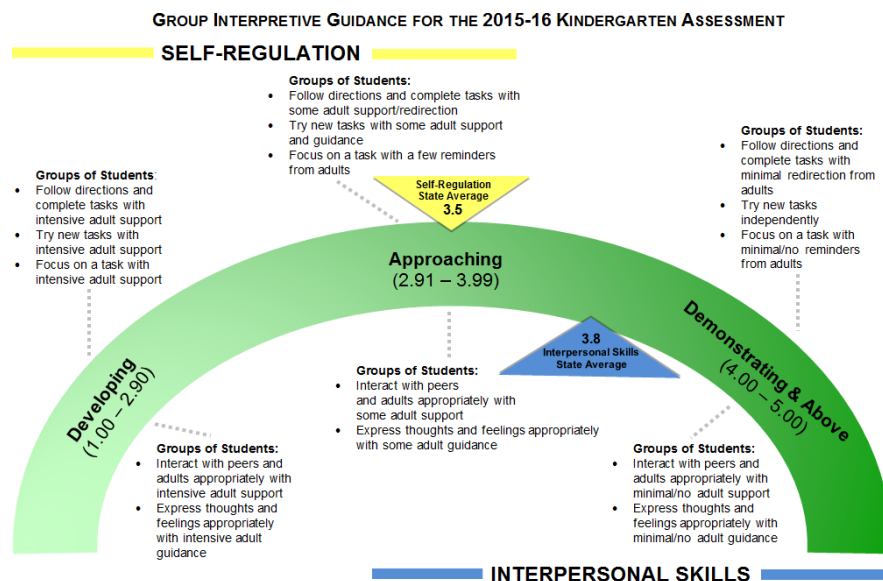 GROUP INTERPRETIVE GUIDANCE FOR THE 2015-16 KINDERGARTEN ASSESSMENT
SELF-REGULATION
Groups of Students:
• Follow directions and complete tasks with
some adult support/redirection
• Try new tasks with some adult support
and guidance
• Focus on a task with a few reminders
from adults
Groups of Students:
• Follow directions and
complete tasks with
minimal redirection from
adults
• Try new tasks
independently
• Focus on a task with
minimal/no reminders
from adults
Groups of Students:
• Follow directions and
complete tasks with
intensive adult support
• Try new tasks with
intensive adult support
• Focus on a task with
intensive adult support
Self-Regulation
State Average
3.5
Approaching
(2.91 – 3.99)
Developing
(1.00 – 2.90)
Demonstrating & Above
(4.00 – 5.00)
3.8
Interpersonal Skills
State Average
Groups of Students:
• Interact with peers
and adults appropriately with
some adult support
• Express thoughts and feelings appropriately
with some adult guidance
Groups of Students:
• Interact with peers and
adults appropriately with
intensive adult support
• Express thoughts and
feelings appropriately
with intensive adult
guidance
Groups of Students:
• Interact with peers and
adults appropriately with
minimal/no adult support
• Express thoughts and
feelings appropriately with
minimal/no adult guidance
INTERPERSONAL SKILLS